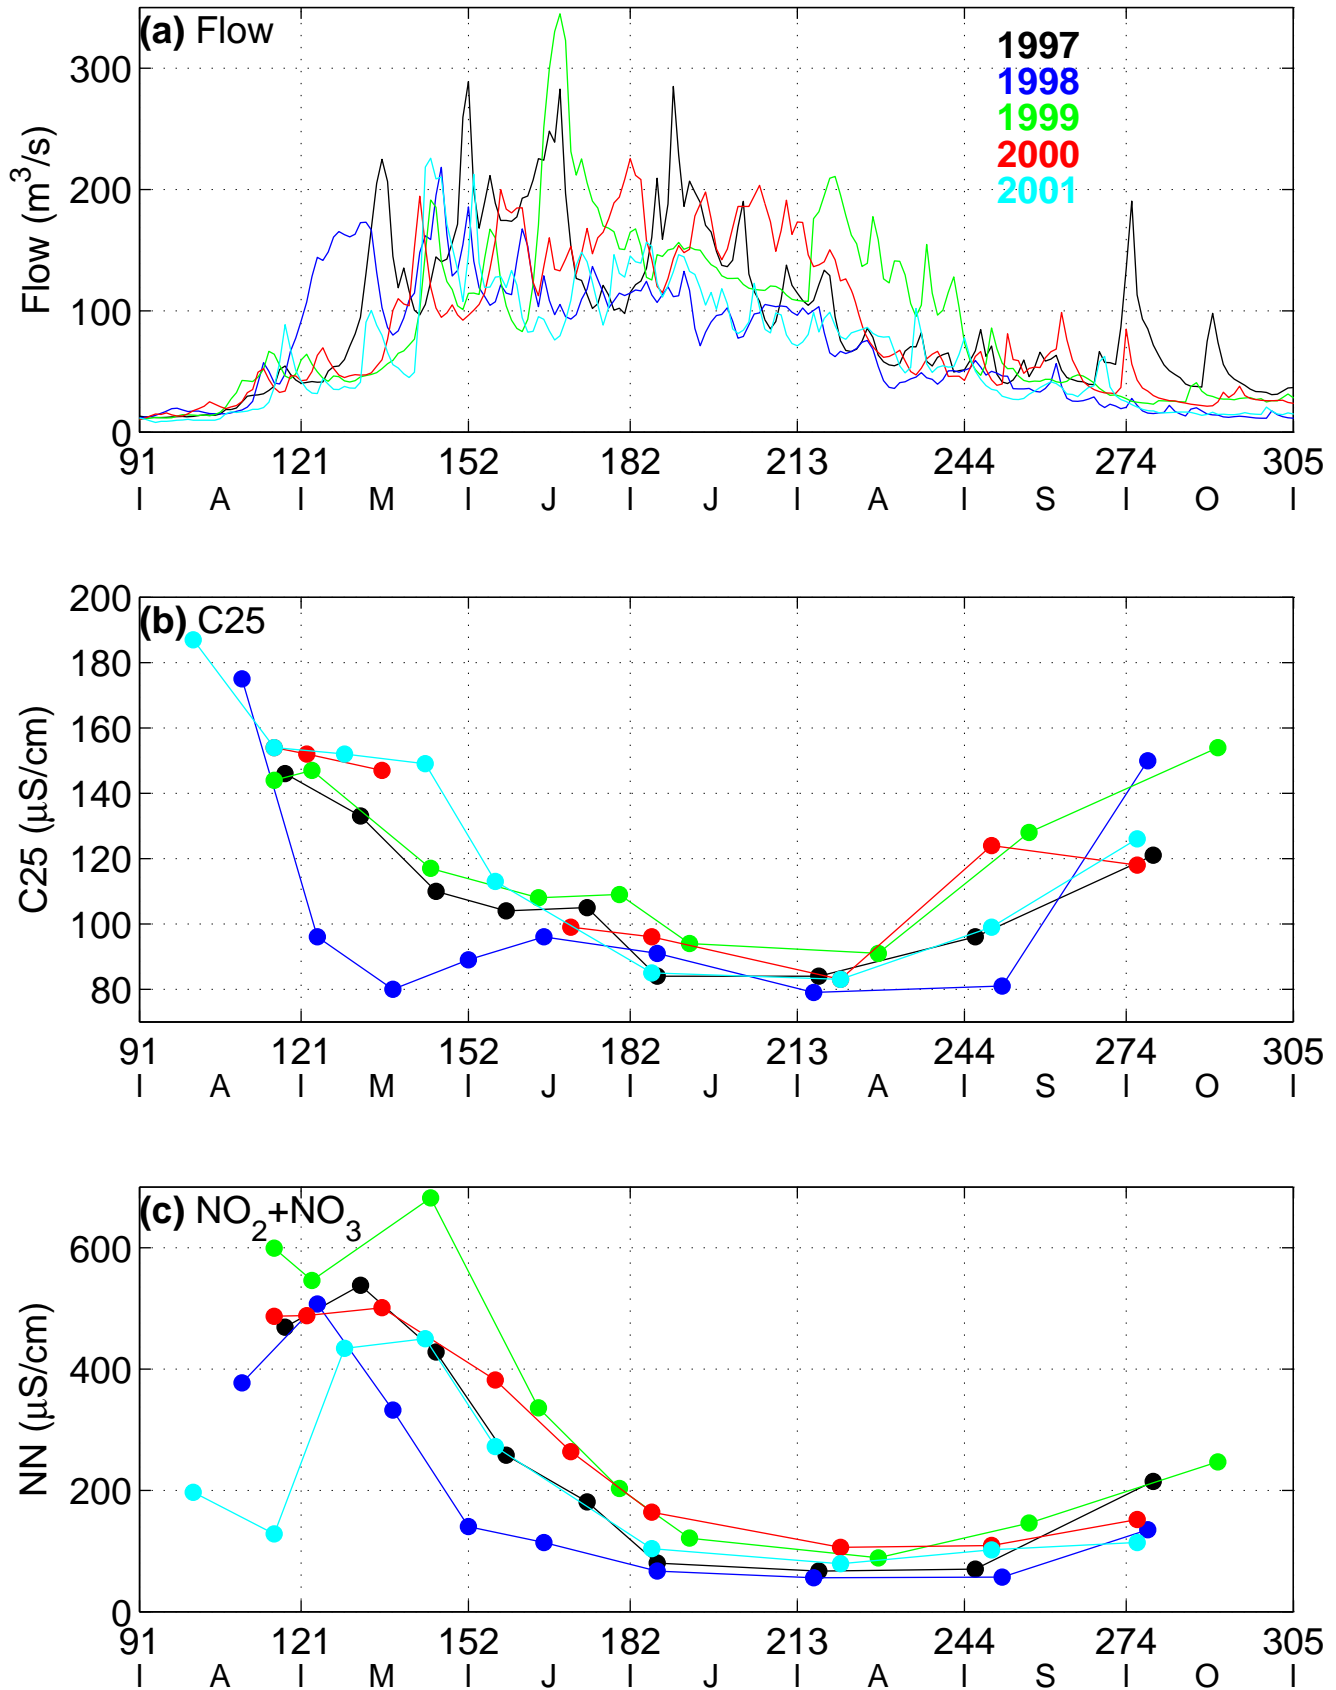 (a) Flow
1997
1998
1999
2000
2001
Flow (m³/s)
300
200
100
0
91 121 152 182 213 244 274 305
I A I M I J I J I A I S I O I
(b) C25
C25 (μS/cm)
200
180
160
140
120
100
80
91 121 152 182 213 244 274 305
I A I M I J I J I A I S I O I
(c) NO₂+NO₃
NN (μS/cm)
600
400
200
0
91 121 152 182 213 244 274 305
I A I M I J I J I A I S I O I